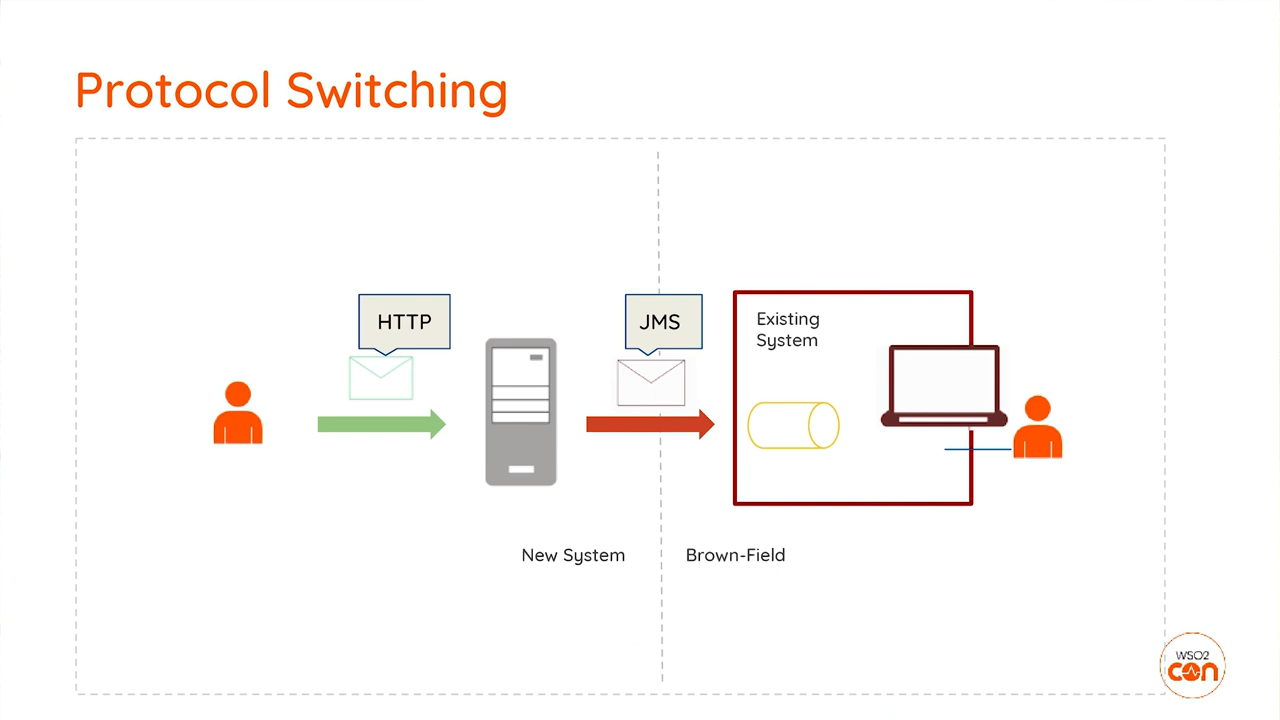 Protocol Switching
HTTP
JMS
Existing
System
New System
Brown-Field
WSO2
con